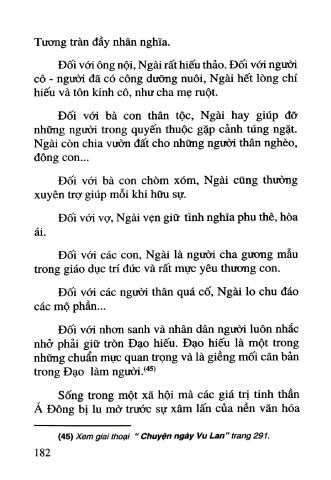 Tương tràn đầy nhân nghĩa.
Đối với ông nội, Ngài rất hiếu thảo. Đối với người
cô - người đã có công dưỡng nuôi, Ngài hết lòng chí
hiếu và tôn kính cô, như cha mẹ ruột.
Đối với bà con thân tộc, Ngài hay giúp đỡ
những người trong quyến thuộc gặp cảnh túng ngặt.
Ngài còn chia vườn đất cho những người thân nghèo,
đông con...
Đối với bà con chòm xóm, Ngài cũng thường
xuyên trợ giúp mỗi khi hữu sự.
Đối với vợ, Ngài vẹn giữ tình nghĩa phu thê, hòa
ái.
Đối với các con, Ngài là người cha gương mẫu
trong giáo dục trí đức và rất mực yêu thương con.
Đối với các người thân quá cố, Ngài lo chu đáo
các mộ phần...
Đối với nhơn sanh và nhân dân người luôn nhắc
nhở phải giữ tròn Đạo hiếu. Đạo hiếu là một trong
những chuẩn mực quan trọng và là giềng mối căn bản
trong Đạo làm người.(45)
Sống trong một xã hội mà các giá trị tinh thần
Á Đông bị lu mờ trước sự xâm lấn của nền văn hóa
(45) Xem giai thoại “ Chuyện ngày Vu Lan” trang 291.
182